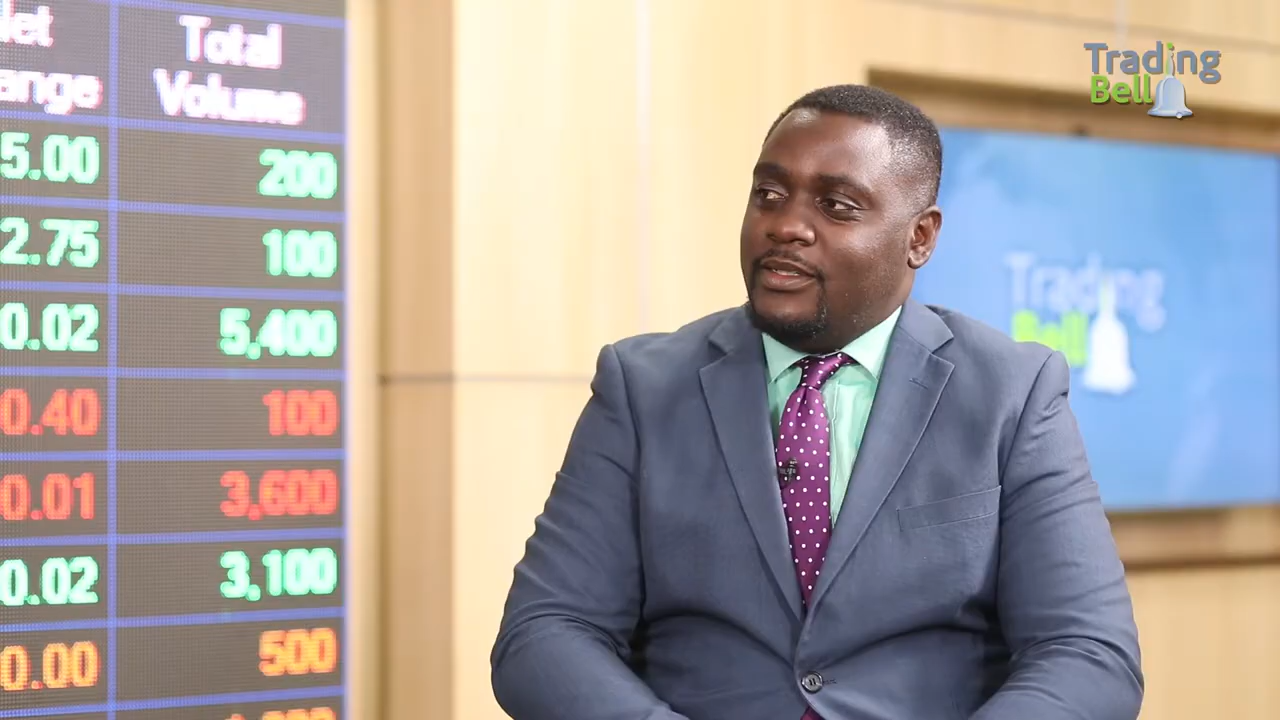 Net
Change
Total
Volume
5.00 200
2.75 100
0.02 5,400
0.40 100
0.01 3,600
0.02 3,100
0.00 500
Trading
Bell
Trading
Bell